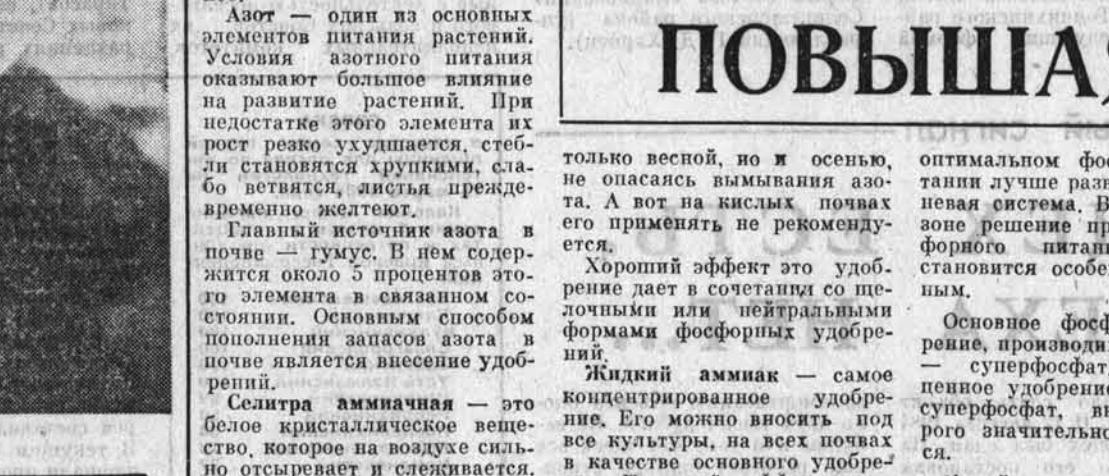 Азот — один из основных
элементов питания растений.
Условия азотного питания
оказывают большое влияние
на развитие растений. При
недостатке этого элемента их
рост резко ухудшается, стеб-
ли становятся хрупкими, сла-
бо ветвятся, листья прежде-
временно желтеют.
Главный источник азота в
почве — гумус. В нем содер-
жится около 5 процентов это-
го элемента в связанном со-
стоянии. Основным способом
пополнения запасов азота в
почве является внесение удоб-
рений.
Селитра аммиачная — это
белое кристаллическое веще-
ство, которое на воздухе силь-
но отсыревает и слеживается.
ПОВЫША
только весной, но и осенью,
не опасаясь вымывания азо-
та. А вот на кислых почвах
его применять не рекоменду-
ется.
Хороший эффект это удоб-
рение дает в сочетании со ще-
лочными или нейтральными
формами фосфорных удобре-
ний.
Жидкий аммиак — самое
концентрированное удобре-
ние. Его можно вносить под
все культуры, на всех почвах
в качестве основного удобре-
оптимальном фос
тании лучше разв
невая система. В
зоне решение пр
форного питани
становится особе
ным.
Основное фосф
рение, производи
— суперфосфат,
ценное удобрение
суперфосфат, вн
рого значительно
ся.